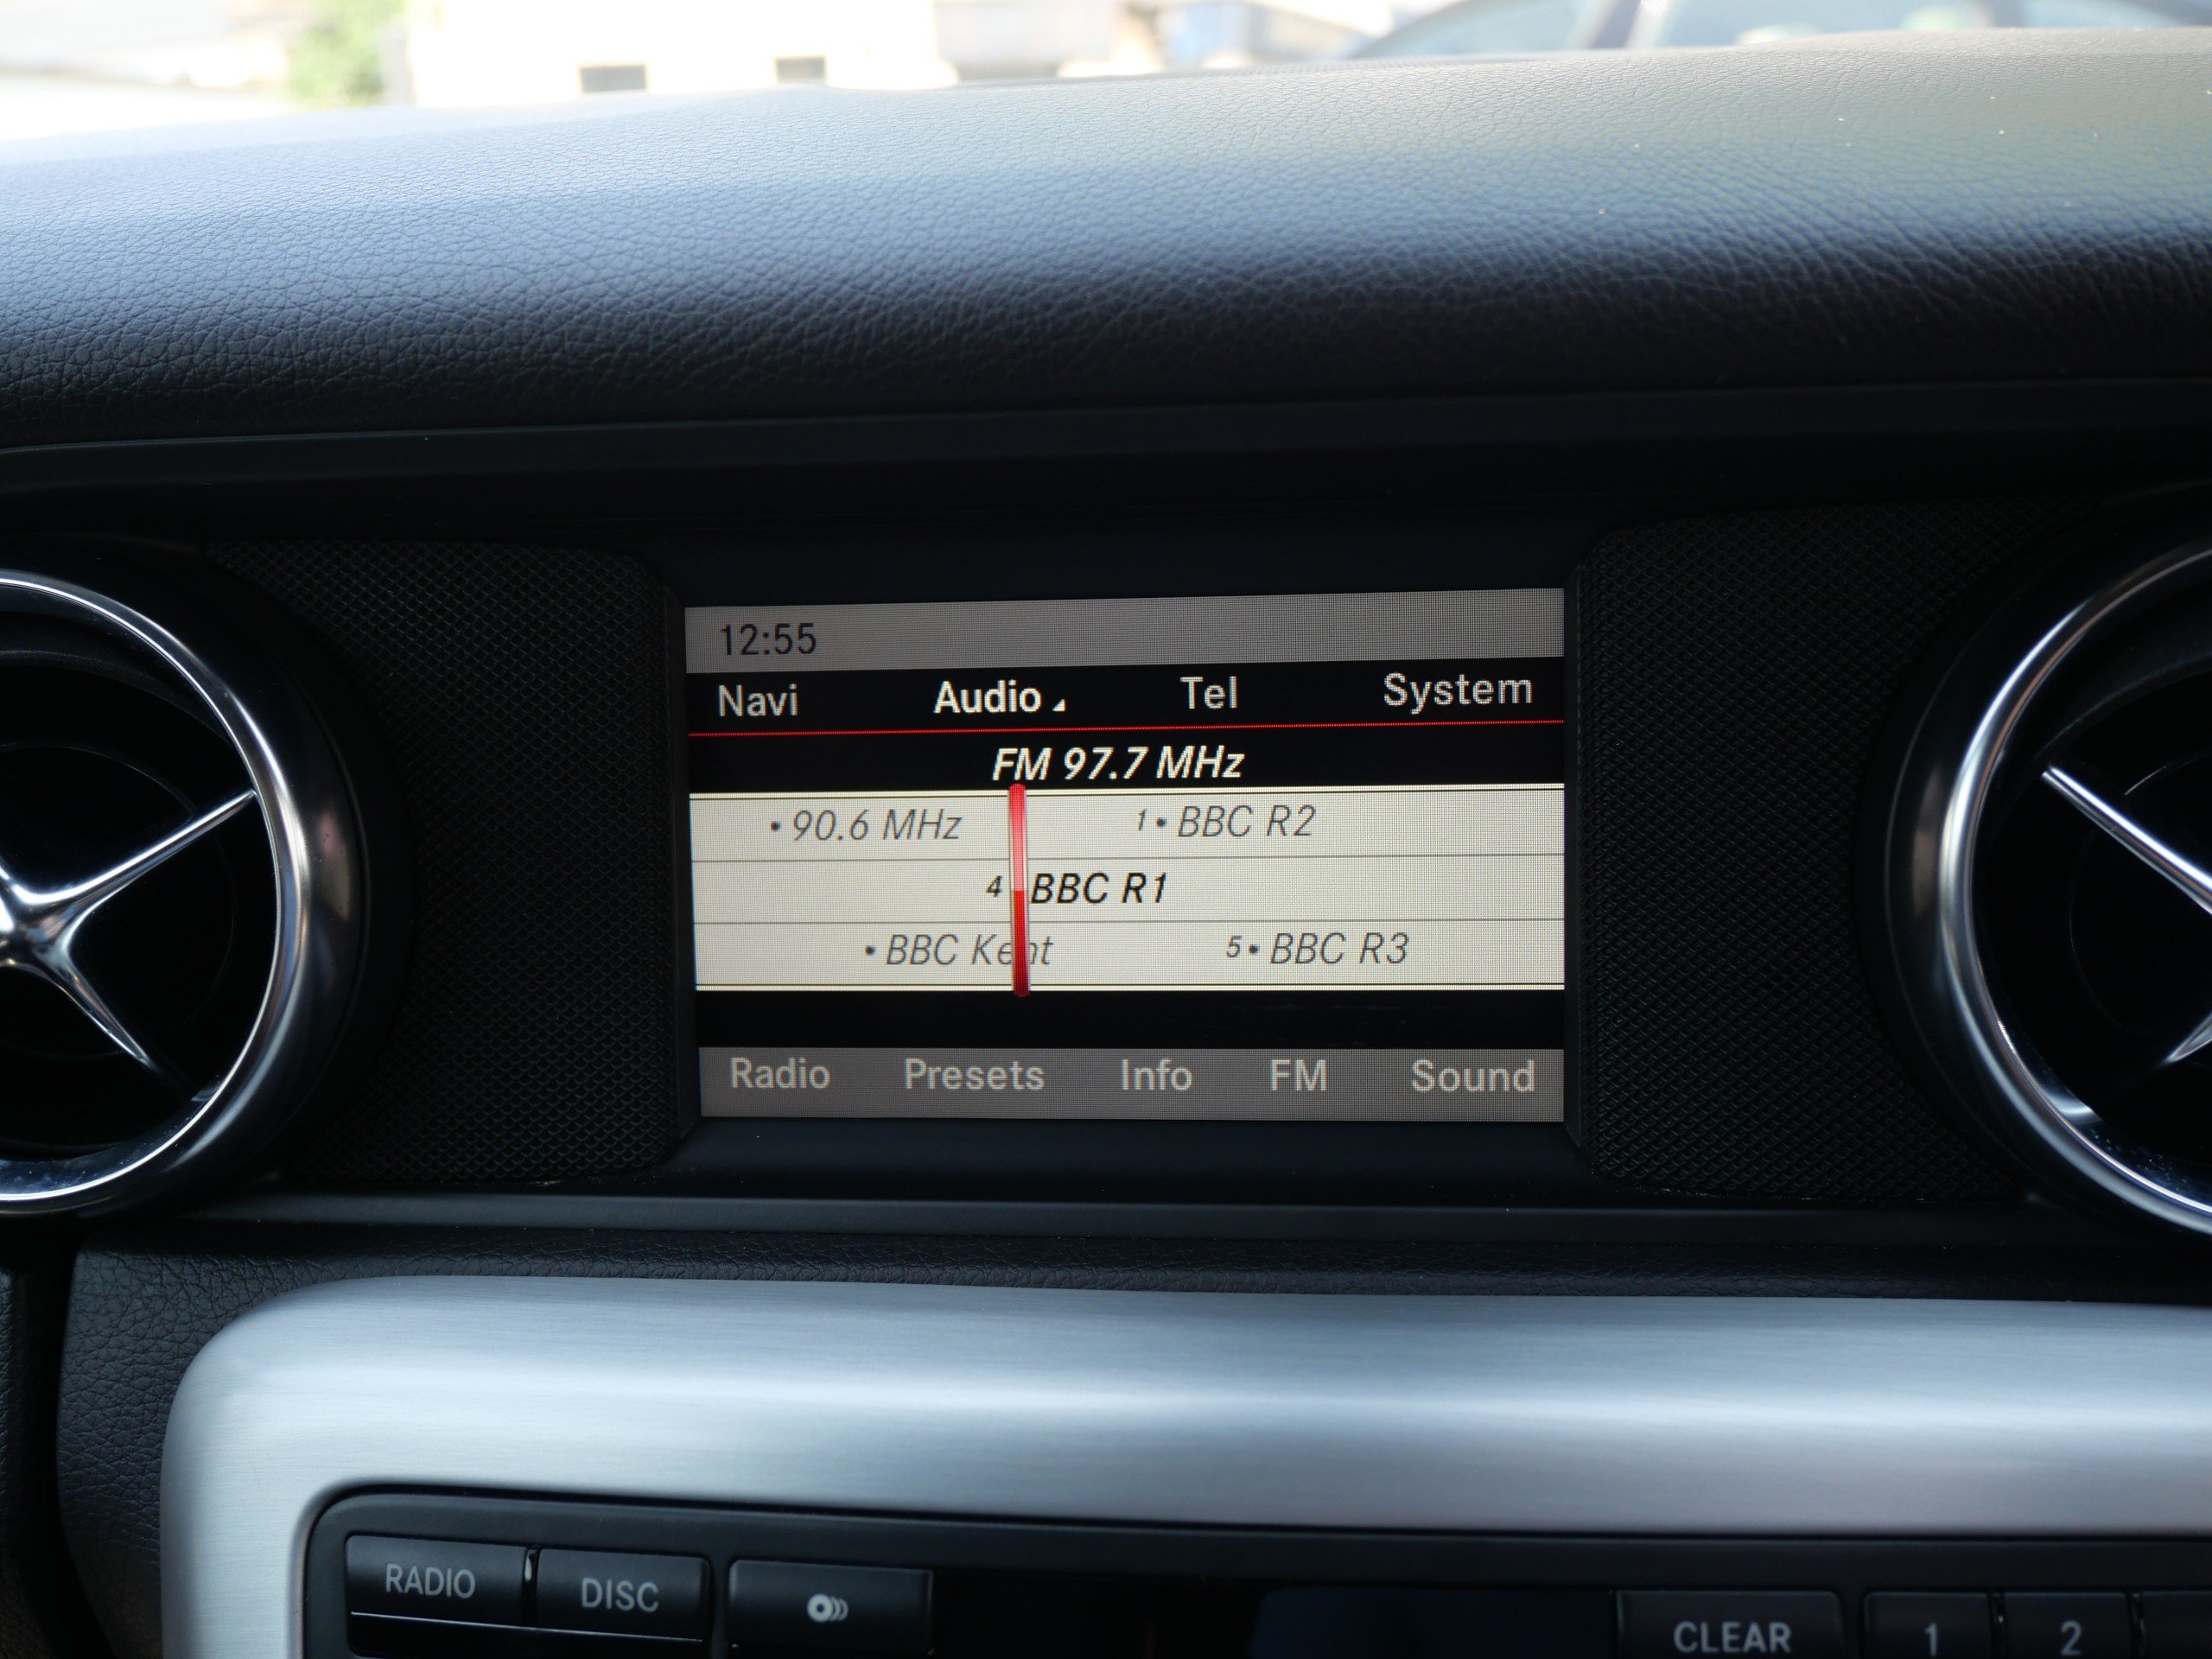 12:55
Navi Audio Tel System
FM 97.7 MHz
• 90.6 MHz 1 • BBC R2
4 BBC R1
• BBC Kent 5 • BBC R3
Radio Presets Info FM Sound
RADIO DISC CLEAR 1 2